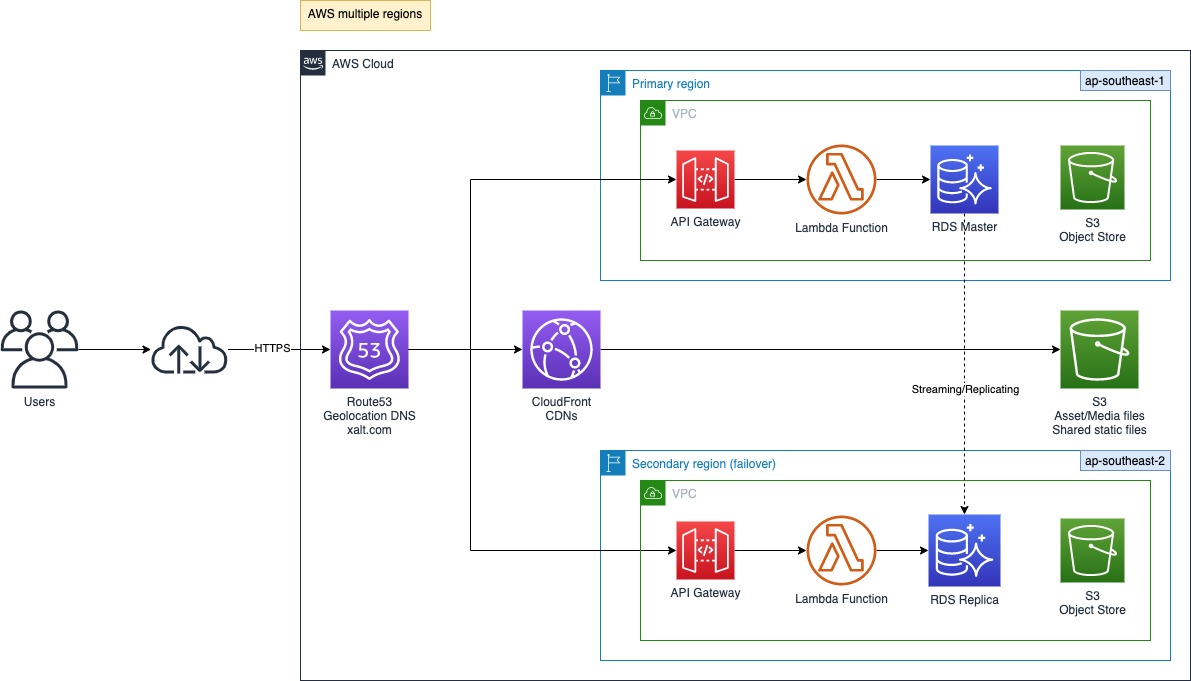 AWS multiple regions
aws
AWS Cloud
Primary region
ap-southeast-1
VPC
API Gateway
Lambda Function
RDS Master
S3
Object Store
Users
HTTPS
53
Route53
Geolocation DNS
xalt.com
CloudFront
CDNs
Streaming/Replicating
S3
Asset/Media files
Shared static files
Secondary region (failover)
ap-southeast-2
VPC
API Gateway
Lambda Function
RDS Replica
S3
Object Store